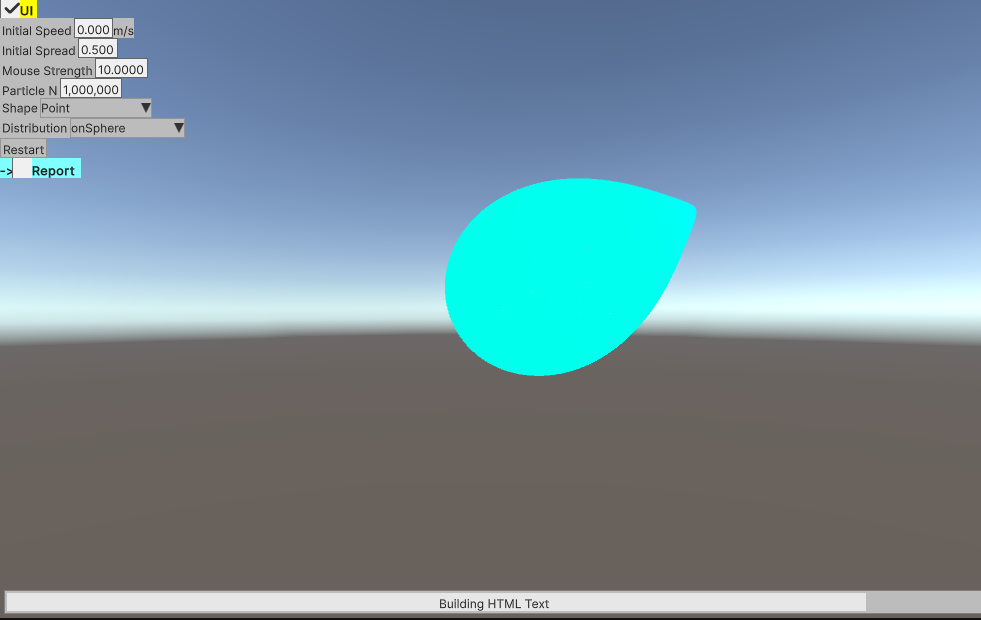 UI
Initial Speed 0.000 m/s
Initial Spread 0.500
Mouse Strength 10.0000
Particle N 1,000,000
Shape Point
Distribution onSphere
Restart
-> Report
Building HTML Text